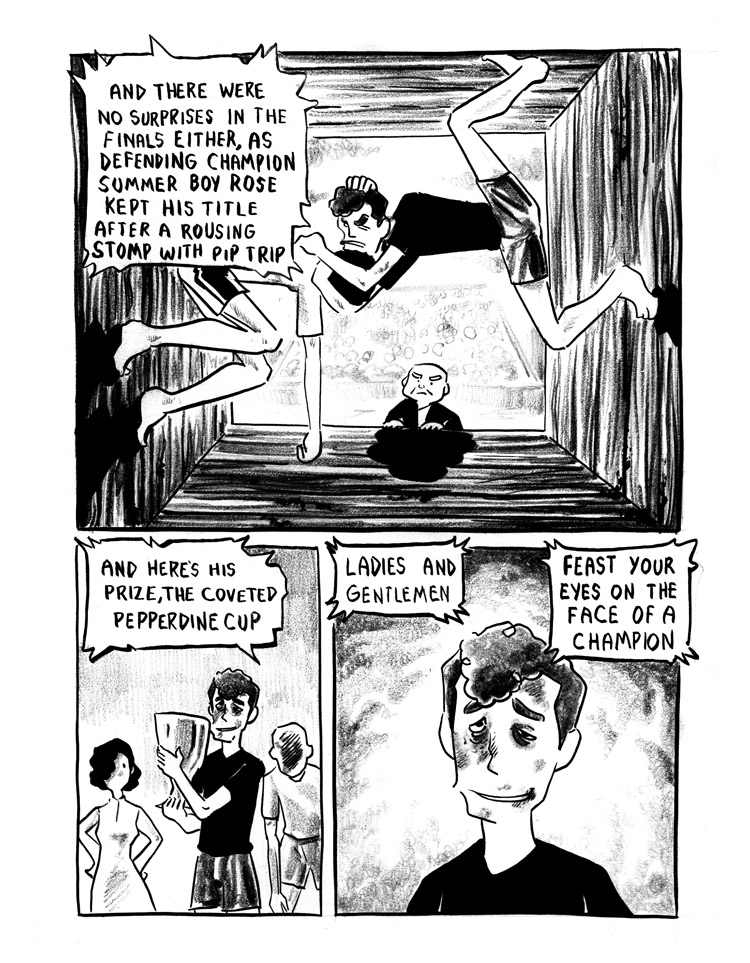 AND THERE WERE
NO SURPRISES IN THE
FINALS EITHER, AS
DEFENDING CHAMPION
SUMMER BOY ROSE
KEPT HIS TITLE
AFTER A ROUSING
STOMP WITH PIP TRIP
AND HERE'S HIS
PRIZE, THE COVETED
PEPPERDINE CUP
LADIES AND
GENTLEMEN
FEAST YOUR
EYES ON THE
FACE OF A
CHAMPION